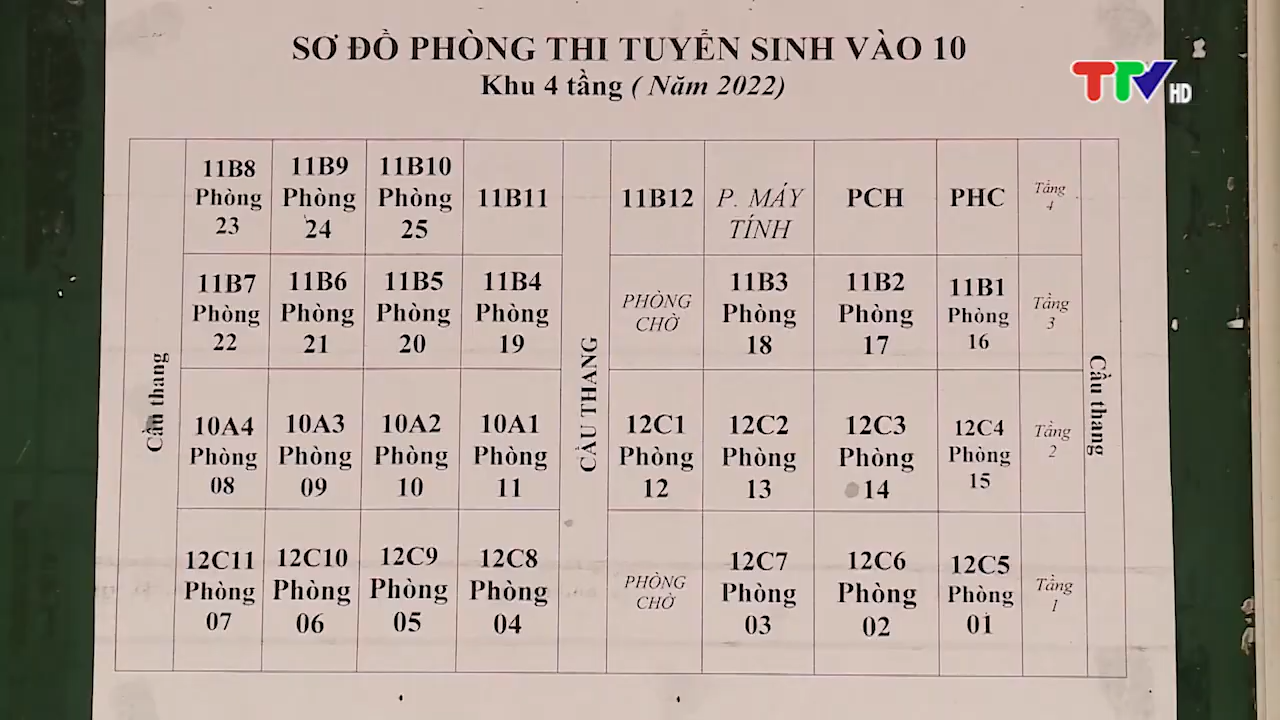 SƠ ĐỒ PHÒNG THI TUYỂN SINH VÀO 10
Khu 4 tầng ( Năm 2022)
TTV HD
Cầu thang
11B8 Phòng 23
11B9 Phòng 24
11B10 Phòng 25
11B11
CẦU THANG
11B12
P. MÁY TÍNH
PCH
PHC
Tầng 4
Cầu thang
11B7 Phòng 22
11B6 Phòng 21
11B5 Phòng 20
11B4 Phòng 19
PHÒNG CHỜ
11B3 Phòng 18
11B2 Phòng 17
11B1 Phòng 16
Tầng 3
10A4 Phòng 08
10A3 Phòng 09
10A2 Phòng 10
10A1 Phòng 11
12C1 Phòng 12
12C2 Phòng 13
12C3 Phòng 14
12C4 Phòng 15
Tầng 2
12C11 Phòng 07
12C10 Phòng 06
12C9 Phòng 05
12C8 Phòng 04
PHÒNG CHỜ
12C7 Phòng 03
12C6 Phòng 02
12C5 Phòng 01
Tầng 1